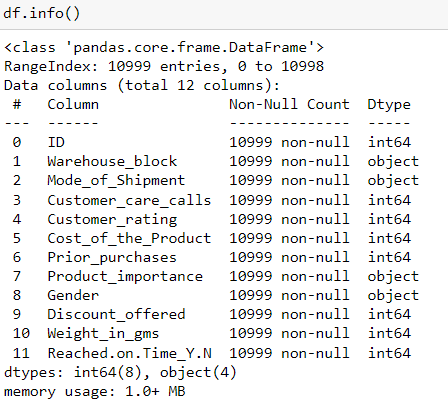 df.info()
<class 'pandas.core.frame.DataFrame'>
RangeIndex: 10999 entries, 0 to 10998
Data columns (total 12 columns):
 #   Column               Non-Null Count  Dtype
---  ------               --------------  -----
 0   ID                   10999 non-null  int64
 1   Warehouse_block      10999 non-null  object
 2   Mode_of_Shipment     10999 non-null  object
 3   Customer_care_calls  10999 non-null  int64
 4   Customer_rating      10999 non-null  int64
 5   Cost_of_the_Product  10999 non-null  int64
 6   Prior_purchases      10999 non-null  int64
 7   Product_importance   10999 non-null  object
 8   Gender               10999 non-null  object
 9   Discount_offered     10999 non-null  int64
 10  Weight_in_gms        10999 non-null  int64
 11  Reached.on.Time_Y.N  10999 non-null  int64
dtypes: int64(8), object(4)
memory usage: 1.0+ MB